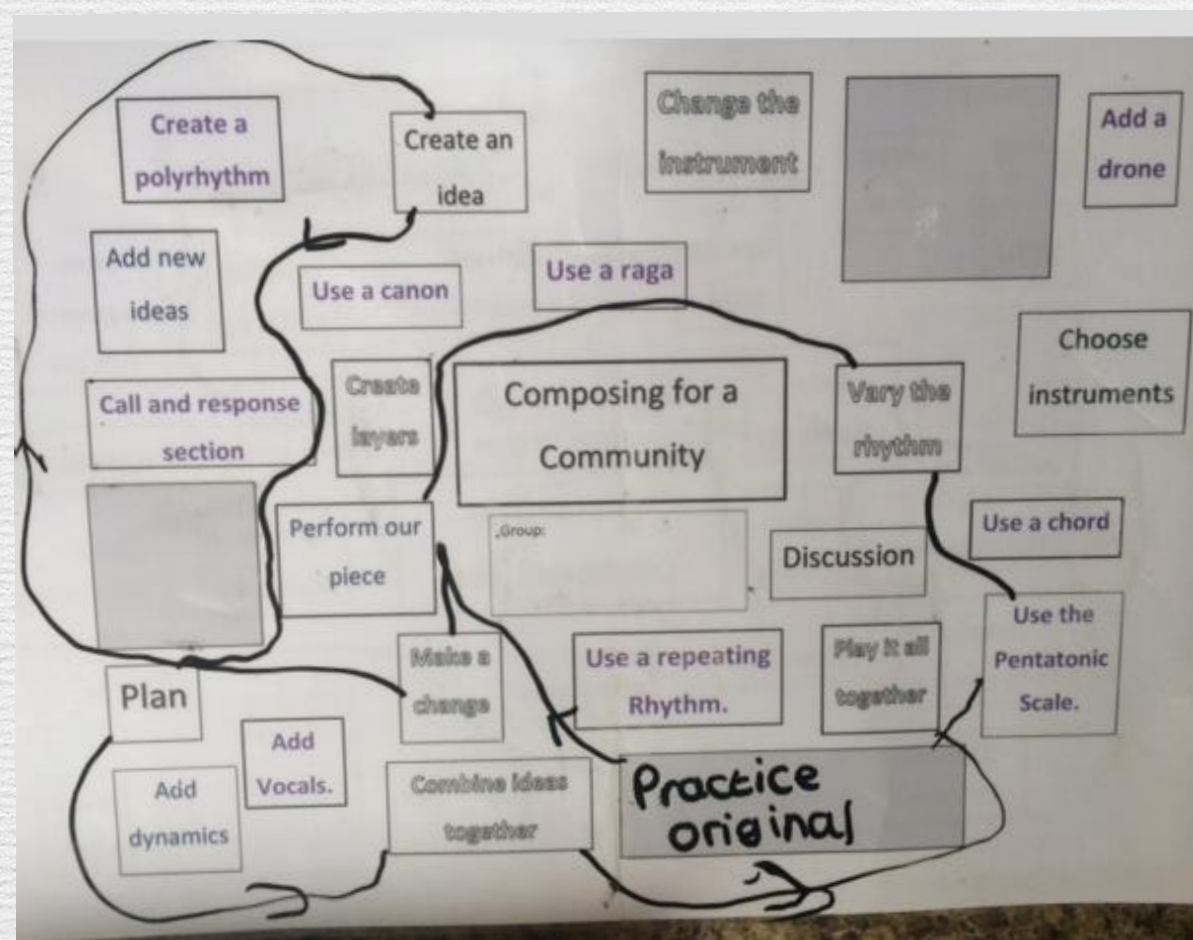 Create a
polyrhythm
Create an
idea
Change the
instrument
Add a
drone
Add new
ideas
Use a canon
Use a raga
Choose
instruments
Call and response
section
Create
layers
Composing for a
Community
Vary the
rhythm
Perform our
piece
Group:
Discussion
Use a chord
Plan
Make a
change
Use a repeating
Rhythm.
Play it all
together
Use the
Pentatonic
Scale.
Add
Vocals.
Add
dynamics
Combine ideas
together
Practice
original